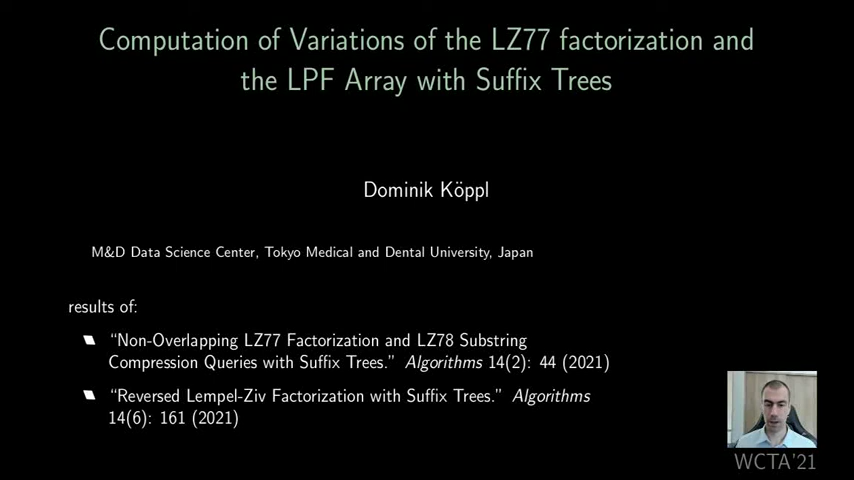 Computation of Variations of the LZ77 factorization and
the LPF Array with Suffix Trees
Dominik Köppl
M&D Data Science Center, Tokyo Medical and Dental University, Japan
results of:
“Non-Overlapping LZ77 Factorization and LZ78 Substring
Compression Queries with Suffix Trees.” Algorithms 14(2): 44 (2021)
“Reversed Lempel-Ziv Factorization with Suffix Trees.” Algorithms
14(6): 161 (2021)
WCTA’21